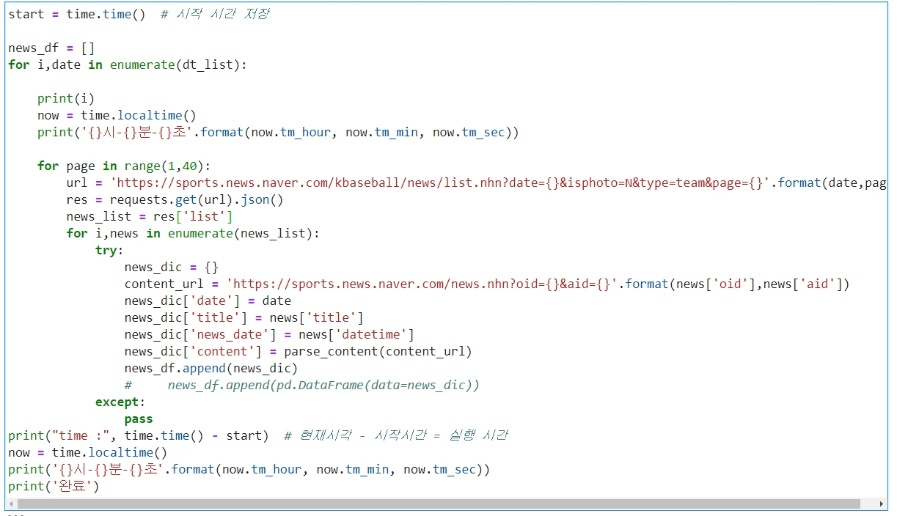 start = time.time()  # 시작 시간 저장

news_df = []
for i,date in enumerate(dt_list):

    print(i)
    now = time.localtime()
    print('{}시-{}분-{}초'.format(now.tm_hour, now.tm_min, now.tm_sec))

    for page in range(1,40):
        url = 'https://sports.news.naver.com/kbaseball/news/list.nhn?date={}&isphoto=N&type=team&page={}'.format(date,pag
        res = requests.get(url).json()
        news_list = res['list']
        for i,news in enumerate(news_list):
            try:
                news_dic = {}
                content_url = 'https://sports.news.naver.com/news.nhn?oid={}&aid={}'.format(news['oid'],news['aid'])
                news_dic['date'] = date
                news_dic['title'] = news['title']
                news_dic['news_date'] = news['datetime']
                news_dic['content'] = parse_content(content_url)
                news_df.append(news_dic)
                #     news_df.append(pd.DataFrame(data=news_dic))
            except:
                pass
print("time :", time.time() - start)  # 현재시각 - 시작시간 = 실행 시간
now = time.localtime()
print('{}시-{}분-{}초'.format(now.tm_hour, now.tm_min, now.tm_sec))
print('완료')